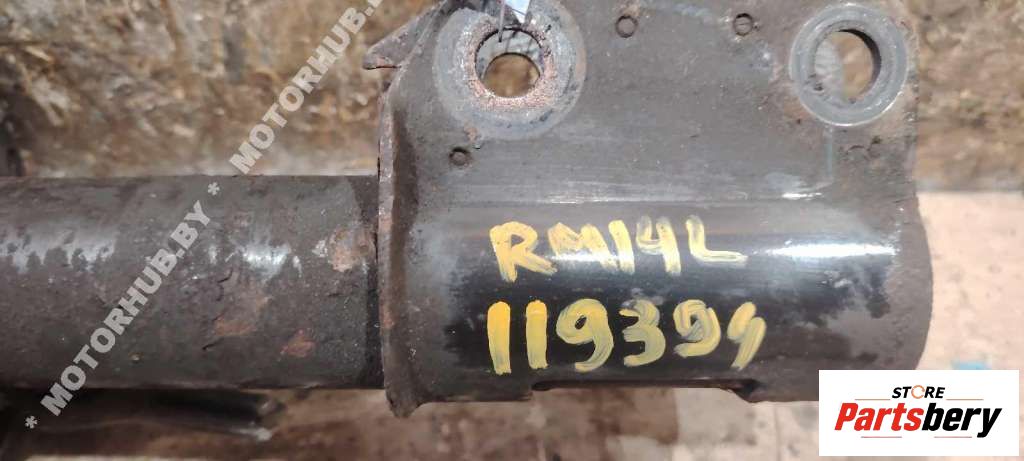 * MOTORHUB.BY * MOTORHUB.BY
RM14L
119394
STORE
Partsbery